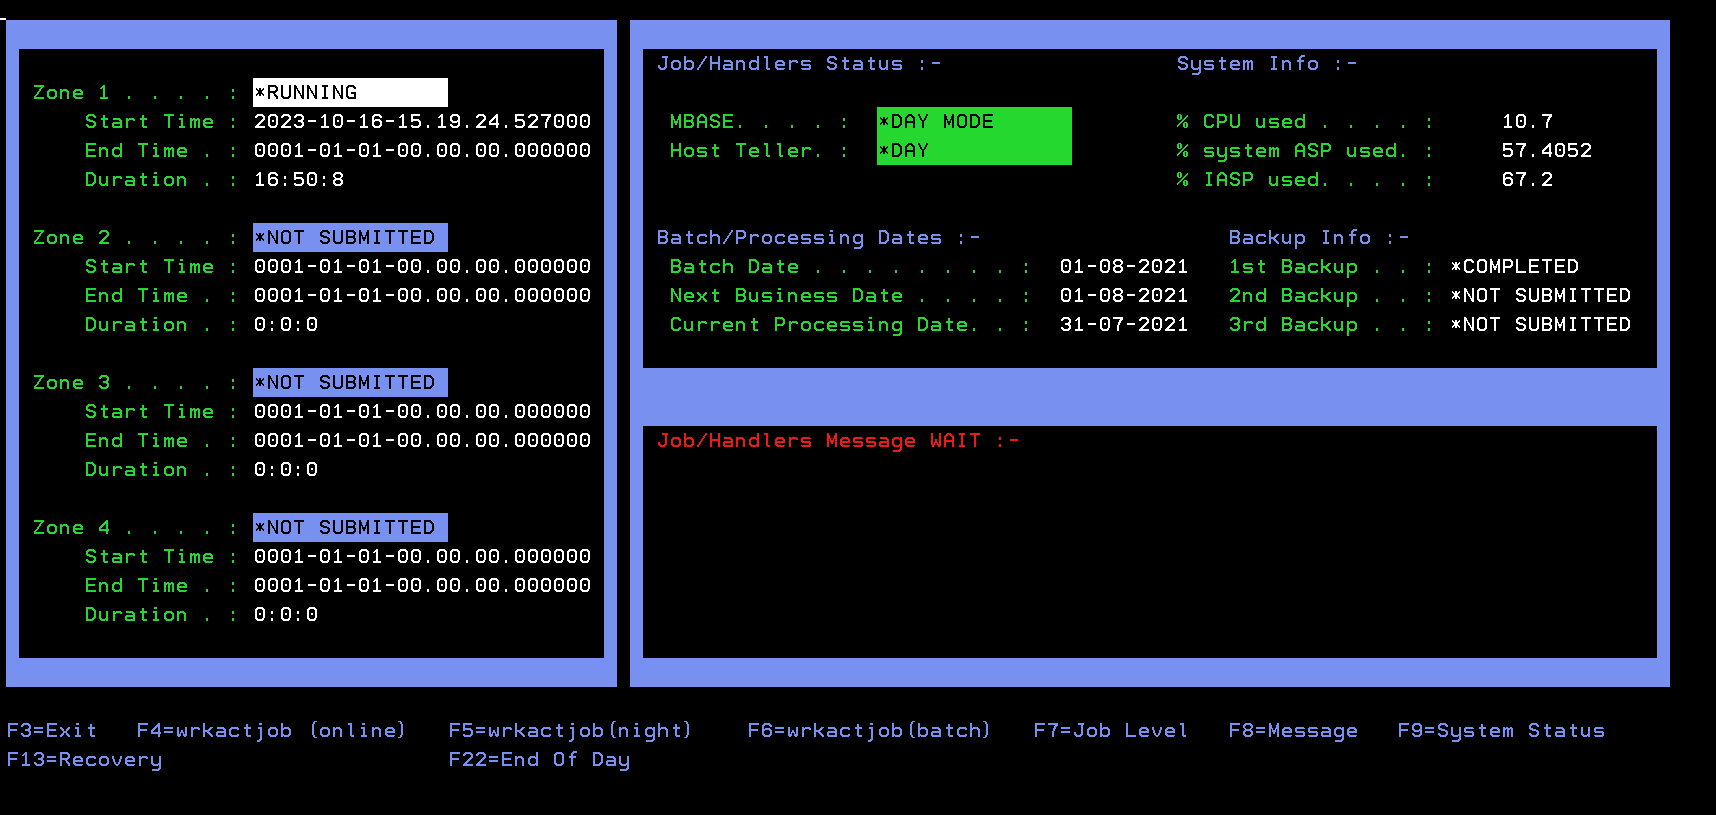 Zone 1 . . . . : *RUNNING
Start Time : 2023-10-16-15.19.24.527000
End Time . : 0001-01-01-00.00.00.000000
Duration . : 16:50:8
Zone 2 . . . . : *NOT SUBMITTED
Start Time : 0001-01-01-00.00.00.000000
End Time . : 0001-01-01-00.00.00.000000
Duration . : 0:0:0
Zone 3 . . . . : *NOT SUBMITTED
Start Time : 0001-01-01-00.00.00.000000
End Time . : 0001-01-01-00.00.00.000000
Duration . : 0:0:0
Zone 4 . . . . : *NOT SUBMITTED
Start Time : 0001-01-01-00.00.00.000000
End Time . : 0001-01-01-00.00.00.000000
Duration . : 0:0:0
Job/Handlers Status :-
MBASE. . . . : *DAY MODE
Host Teller. : *DAY
System Info :-
% CPU used . . . . : 10.7
% system ASP used. : 57.4052
% IASP used. . . . : 67.2
Batch/Processing Dates :-
Batch Date . . . . . . . . : 01-08-2021
Next Business Date . . . . : 01-08-2021
Current Processing Date. . : 31-07-2021
Backup Info :-
1st Backup . . : *COMPLETED
2nd Backup . . : *NOT SUBMITTED
3rd Backup . . : *NOT SUBMITTED
Job/Handlers Message WAIT :-
F3=Exit F4=wrkactjob (online) F5=wrkactjob(night) F6=wrkactjob(batch) F7=Job Level F8=Message F9=System Status
F13=Recovery F22=End Of Day